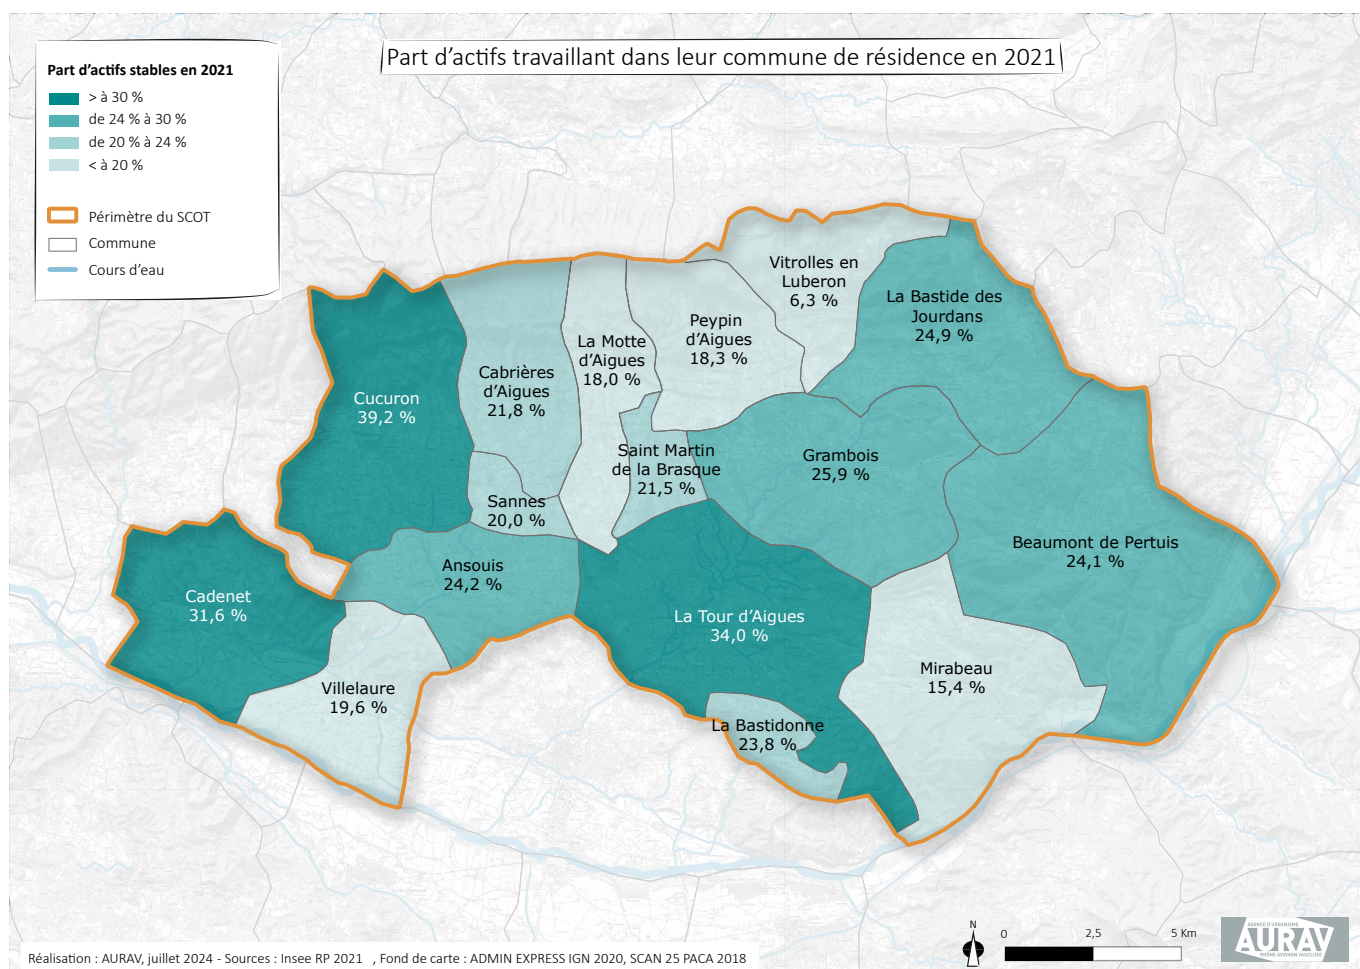 Part d'actifs travaillant dans leur commune de résidence en 2021
Part d'actifs stables en 2021
> à 30 %
de 24 % à 30 %
de 20 % à 24 %
< à 20 %
Périmètre du SCOT
Commune
Cours d'eau
Vitrolles en
Luberon
6,3 %
La Bastide des
Jourdans
24,9 %
Peypin
d'Aigues
18,3 %
La Motte
d'Aigues
18,0 %
Cabrières
d'Aigues
21,8 %
Cucuron
39,2 %
Saint Martin
de la Brasque
21,5 %
Grambois
25,9 %
Sannes
20,0 %
Beaumont de Pertuis
24,1 %
Ansouis
24,2 %
Cadenet
31,6 %
La Tour d'Aigues
34,0 %
Mirabeau
15,4 %
Villelaure
19,6 %
La Bastidonne
23,8 %
N
0 2,5 5 Km
AGENCE D'URBANISME
AURAV
RHÔNE AVIGNON VAUCLUSE
Réalisation : AURAV, juillet 2024 - Sources : Insee RP 2021 , Fond de carte : ADMIN EXPRESS IGN 2020, SCAN 25 PACA 2018